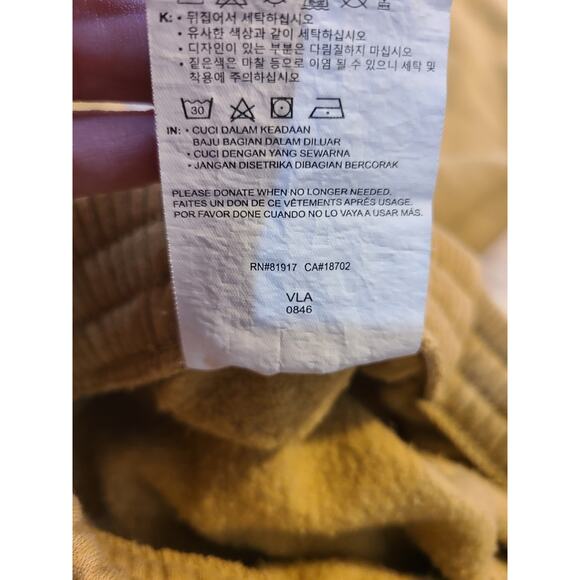 K: • 뒤집어서 세탁하십시오
• 유사한 색상과 같이 세탁하십시오
• 디자인이 있는 부분은 다림질하지 마십시오
• 짙은색은 마찰 등으로 이염 될 수 있으니 세탁 및
착용에 주의하십시오
30
IN: • CUCI DALAM KEADAAN
BAJU BAGIAN DALAM DILUAR
• CUCI DENGAN YANG SEWARNA
• JANGAN DISETRIKA DIBAGIAN BERCORAK
PLEASE DONATE WHEN NO LONGER NEEDED.
FAITES UN DON DE CE VÊTEMENTS APRÈS USAGE.
POR FAVOR DONE CUANDO NO LO VAYA A USAR MÁS.
RN#81917 CA#18702
VLA
0846